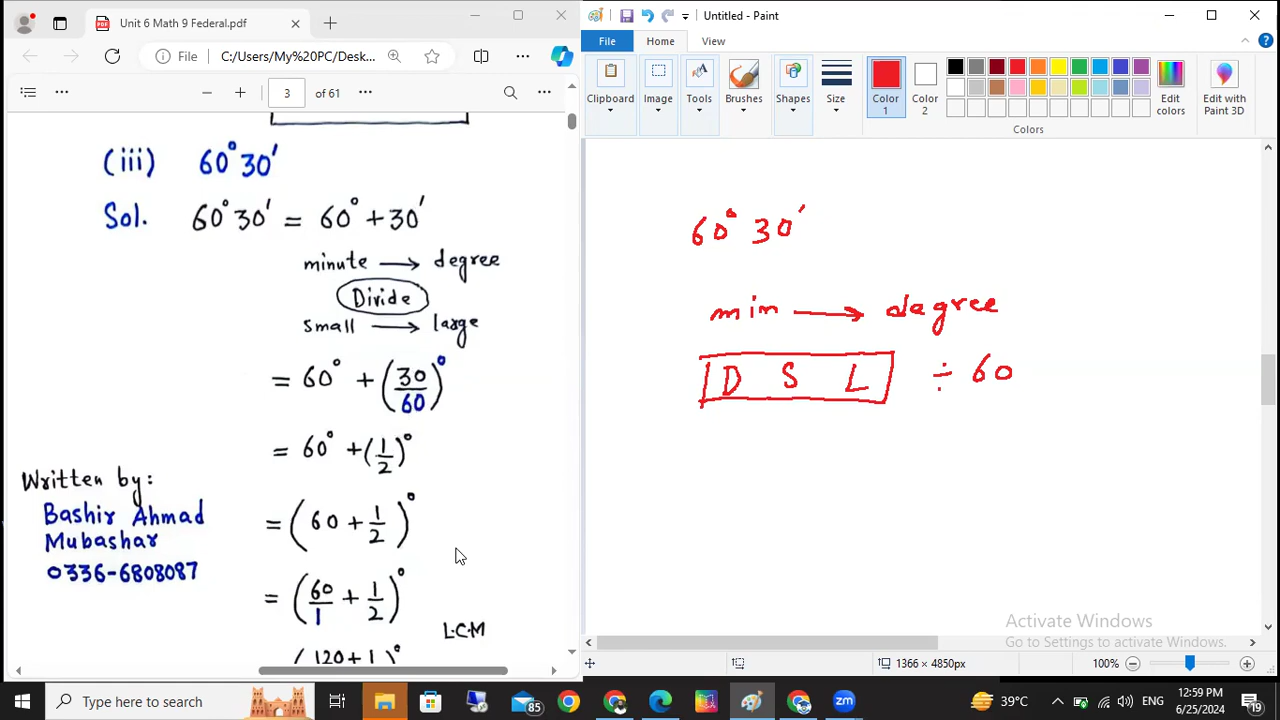 Unit 6 Math 9 Federal.pdf
File
C:/Users/My%20PC/Desk...
3 of 61
(iii) 60° 30′
Sol. 60° 30′ = 60° + 30′
minute → degree
Divide
small → large
= 60° + (30/60)°
= 60° + (1/2)°
= (60 + 1/2)°
= (60/1 + 1/2)°
L.C.M
(120 + 1)°
Written by:
Bashir Ahmad
Mubashar
0336-6808087
Untitled - Paint
File Home View
Clipboard
Image
Tools
Brushes
Shapes
Size
Color 1
Color 2
Edit colors
Edit with Paint 3D
Colors
60° 30′
min → degree
D S L ÷ 60
Activate Windows
Go to Settings to activate Windows.
1366 × 4850px
100%
Type here to search
85
39°C
ENG
12:59 PM
6/25/2024
19